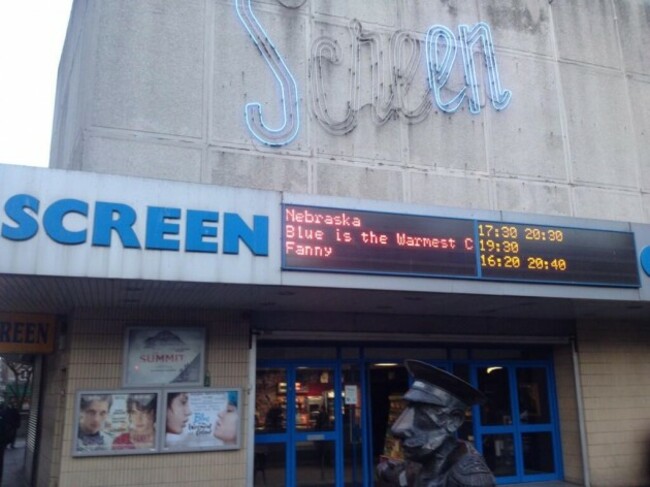 Screen
SCREEN
Nebraska 17:30 20:30
Blue is the Warmest C 19:30
Fanny 16:20 20:40
REEN
SUMMIT
Blue